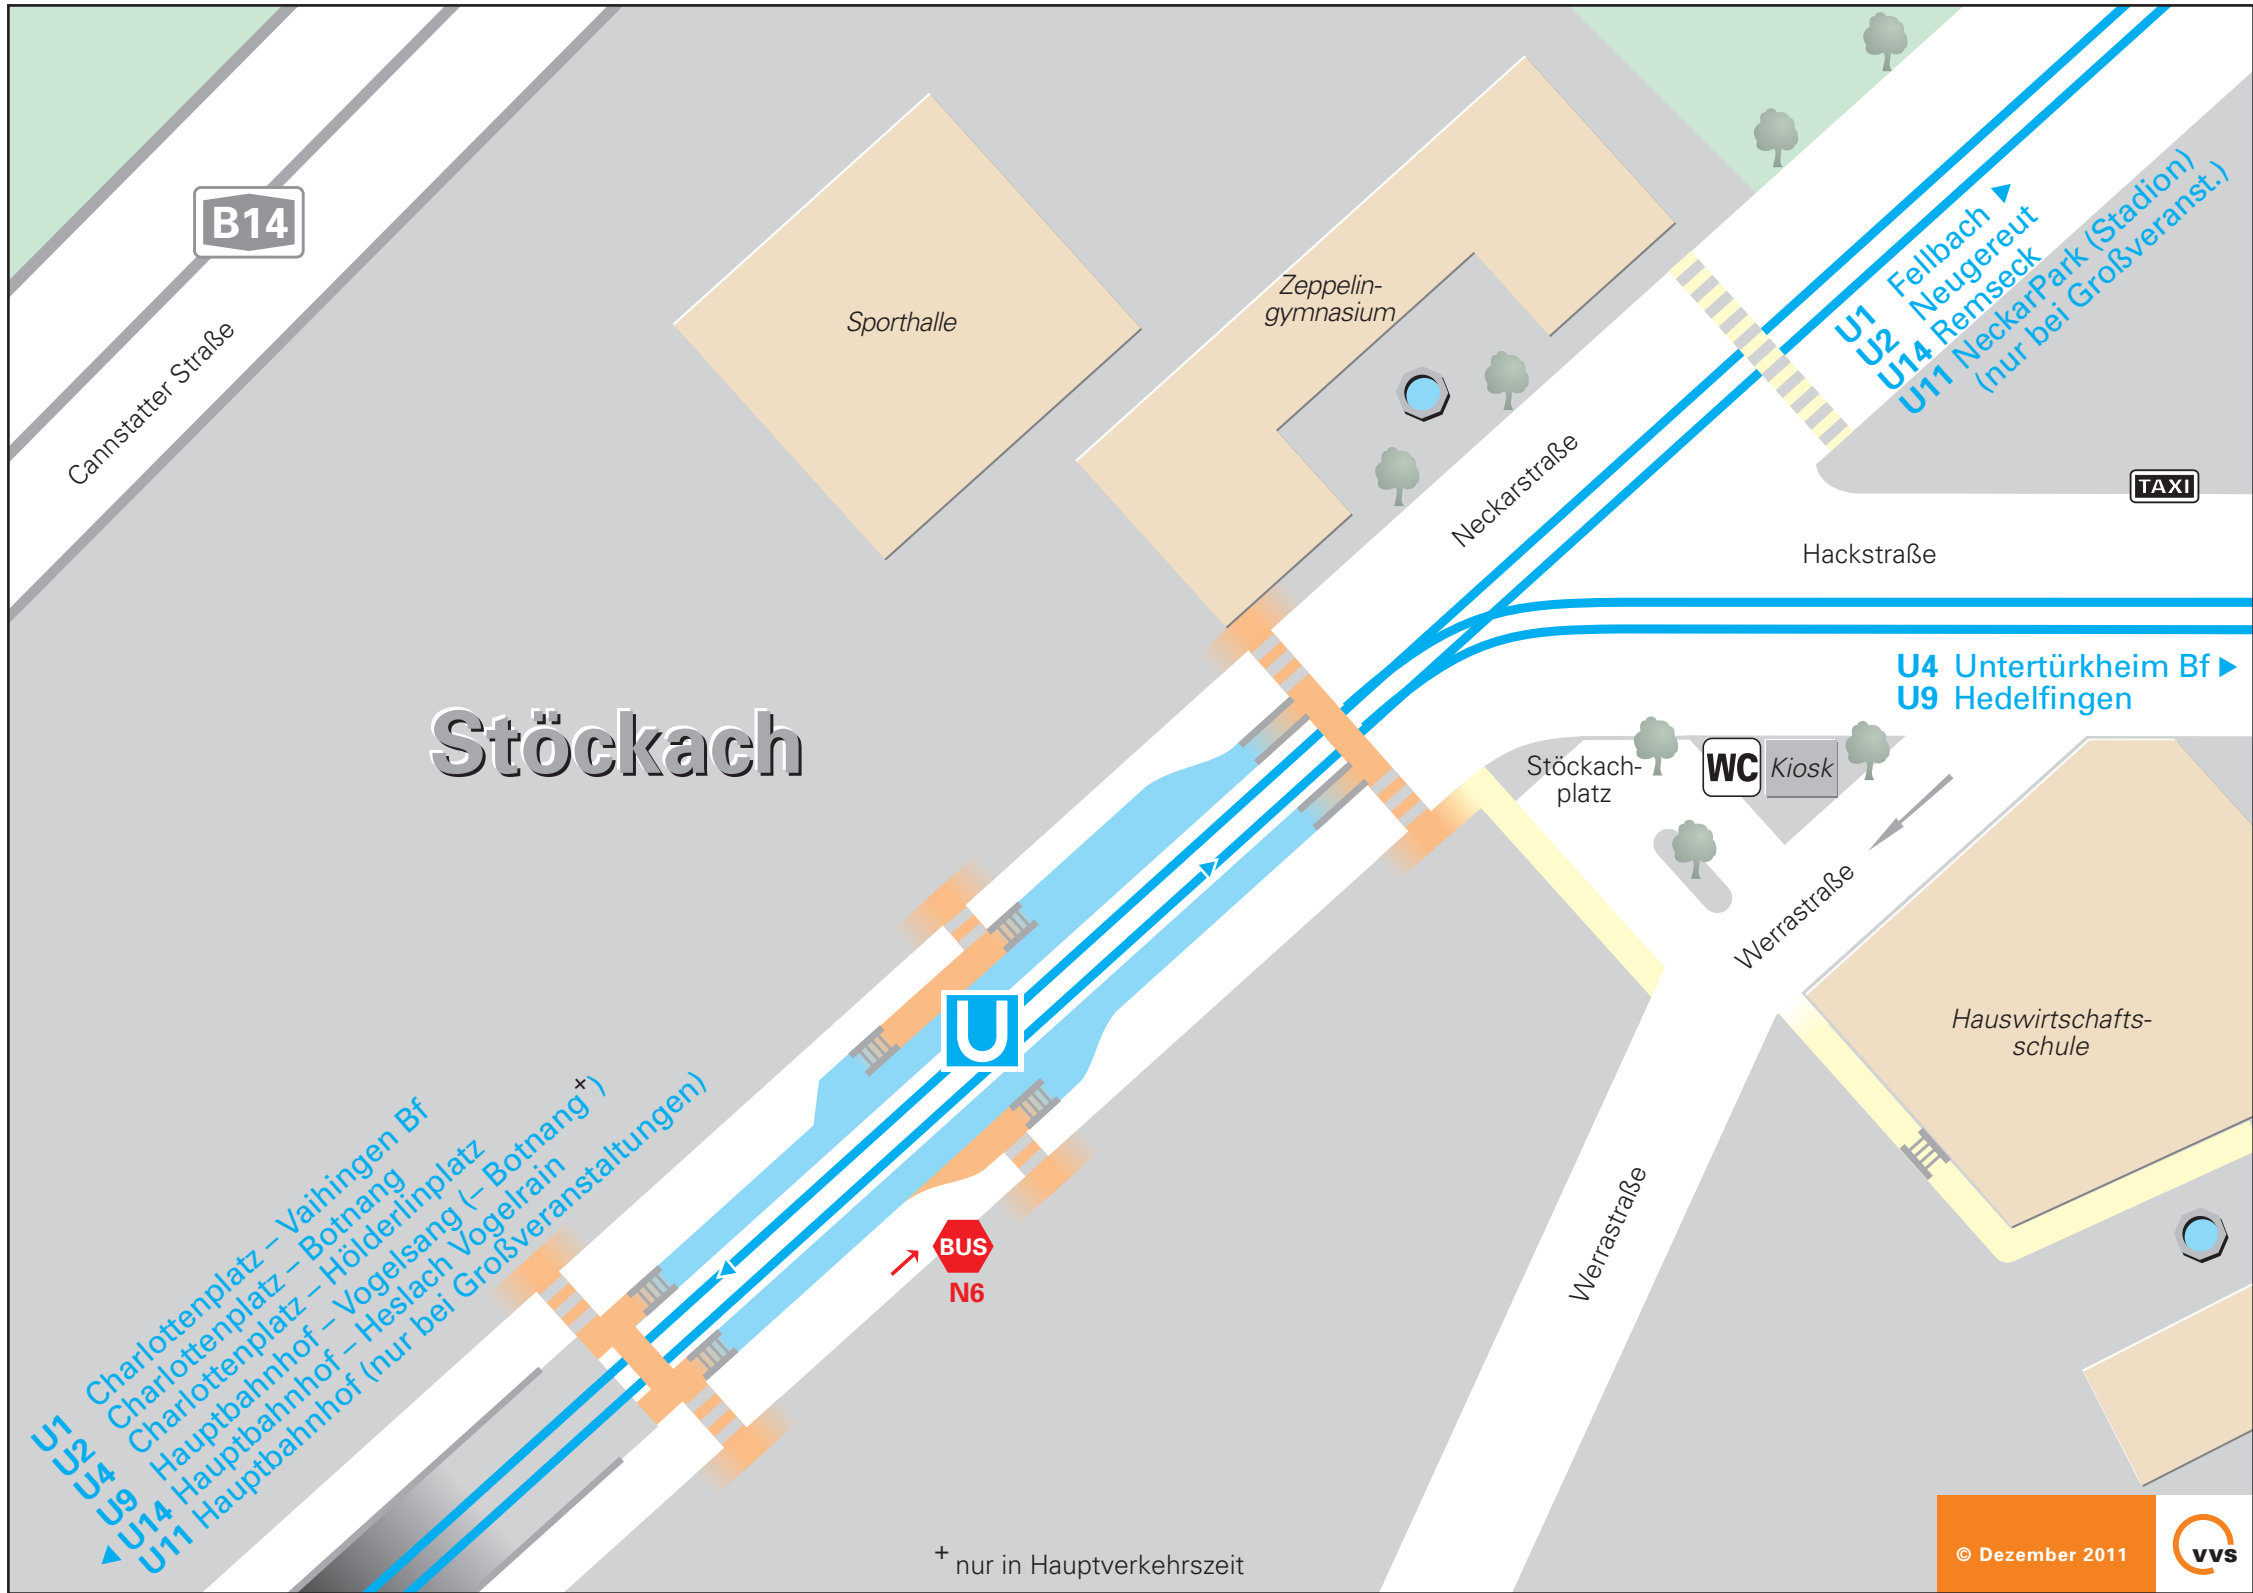 B14
Cannstatter Straße
Sporthalle
Zeppelin-
gymnasium
Neckarstraße
U1 Fellbach
U2 Neugereut
U14 Remseck
U11 NeckarPark (Stadion)
(nur bei Großveranst.)
TAXI
Hackstraße
U4 Untertürkheim Bf
U9 Hedelfingen
Stöckach
Stöckach-
platz
WC
Kiosk
Werrastraße
Hauswirtschafts-
schule
U
Werrastraße
BUS
N6
U1 Charlottenplatz – Vaihingen Bf
U2 Charlottenplatz – Botnang
U4 Charlottenplatz – Hölderlinplatz
U9 Hauptbahnhof – Vogelsang (– Botnang+)
U14 Hauptbahnhof – Heslach Vogelrain
U11 Hauptbahnhof (nur bei Großveranstaltungen)
+ nur in Hauptverkehrszeit
© Dezember 2011
vvs